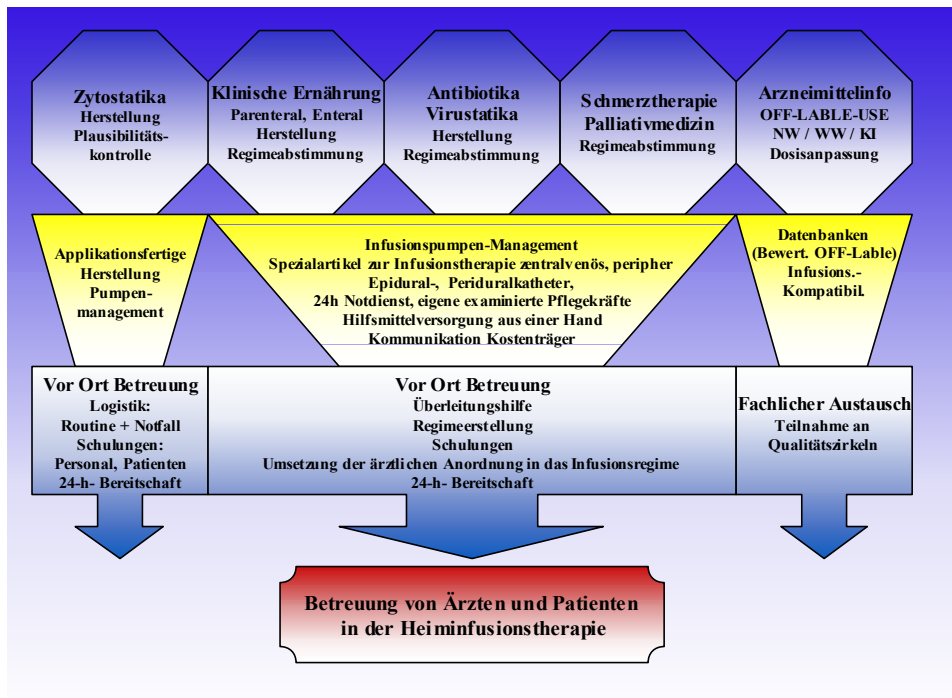 Zytostatika
Herstellung
Plausibilitäts-
kontrolle
Klinische Ernährung
Parenteral, Enteral
Herstellung
Regimeabstimmung
Antibiotika
Virustatika
Herstellung
Regimeabstimmung
Schmerztherapie
Palliativmedizin
Regimeabstimmung
Arzneimittelinfo
OFF-LABLE-USE
NW / WW / KI
Dosisanpassung
Applikationsfertige
Herstellung
Pumpen-
management
Infusionspumpen-Management
Spezialartikel zur Infusionstherapie zentralvenös, peripher
Epidural-, Periduralkatheter,
24h Notdienst, eigene examinierte Pflegekräfte
Hilfsmittelversorgung aus einer Hand
Kommunikation Kostenträger
Datenbanken
(Bewert. OFF-Lable)
Infusions.-
Kompatibil.
Vor Ort Betreuung
Logistik:
Routine + Notfall
Schulungen:
Personal, Patienten
24-h- Bereitschaft
Vor Ort Betreuung
Überleitungshilfe
Regimeerstellung
Schulungen
Umsetzung der ärztlichen Anordnung in das Infusionsregime
24-h- Bereitschaft
Fachlicher Austausch
Teilnahme an
Qualitätszirkeln
Betreuung von Ärzten und Patienten
in der Heiminfusionstherapie